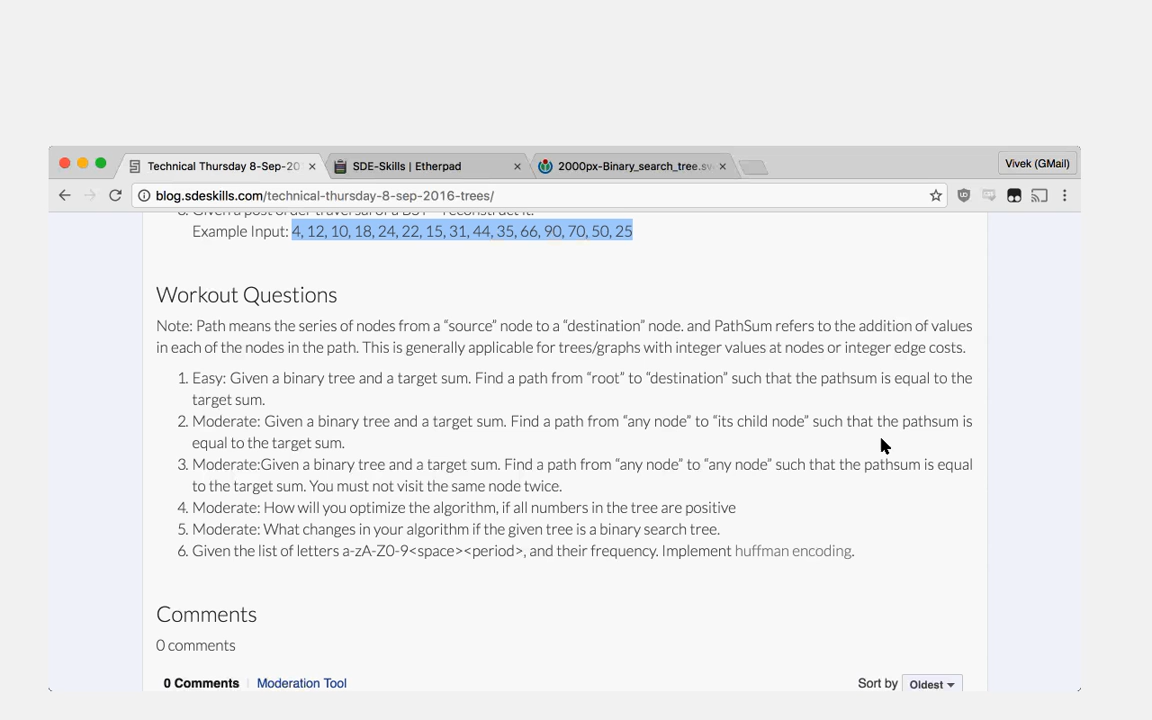 Technical Thursday 8-Sep-20
SDE-Skills | Etherpad
2000px-Binary_search_tree.sv
Vivek (GMail)
blog.sdeskills.com/technical-thursday-8-sep-2016-trees/
8. Given a post order traversal of a BST - reconstruct it.
Example Input: 4, 12, 10, 18, 24, 22, 15, 31, 44, 35, 66, 90, 70, 50, 25
Workout Questions
Note: Path means the series of nodes from a “source” node to a “destination” node. and PathSum refers to the addition of values
in each of the nodes in the path. This is generally applicable for trees/graphs with integer values at nodes or integer edge costs.
1. Easy: Given a binary tree and a target sum. Find a path from “root” to “destination” such that the pathsum is equal to the
target sum.
2. Moderate: Given a binary tree and a target sum. Find a path from “any node” to “its child node” such that the pathsum is
equal to the target sum.
3. Moderate:Given a binary tree and a target sum. Find a path from “any node” to “any node” such that the pathsum is equal
to the target sum. You must not visit the same node twice.
4. Moderate: How will you optimize the algorithm, if all numbers in the tree are positive
5. Moderate: What changes in your algorithm if the given tree is a binary search tree.
6. Given the list of letters a-zA-Z0-9<space><period>, and their frequency. Implement huffman encoding.
Comments
0 comments
0 Comments
Moderation Tool
Sort by
Oldest